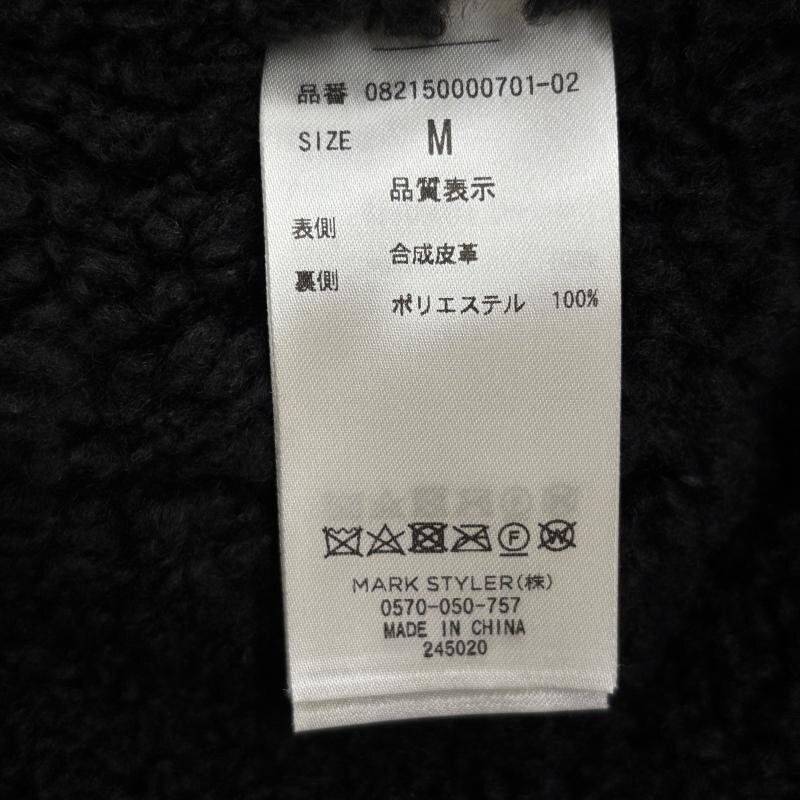 品番 082150000701-02
SIZE M
品質表示
表側
合成皮革
裏側
ポリエステル 100%
F W
MARK STYLER(株)
0570-050-757
MADE IN CHINA
245020